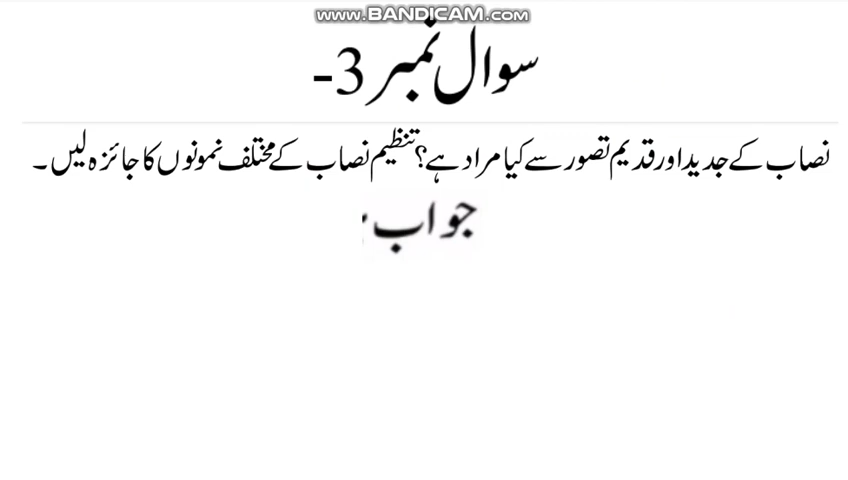 WWW.BANDICAM.COM
سوال نمبر 3-
نصاب کے جدید اور قدیم تصور سے کیا مراد ہے؟ تنظیم نصاب کے مختلف نمونوں کا جائزہ لیں۔
جواب